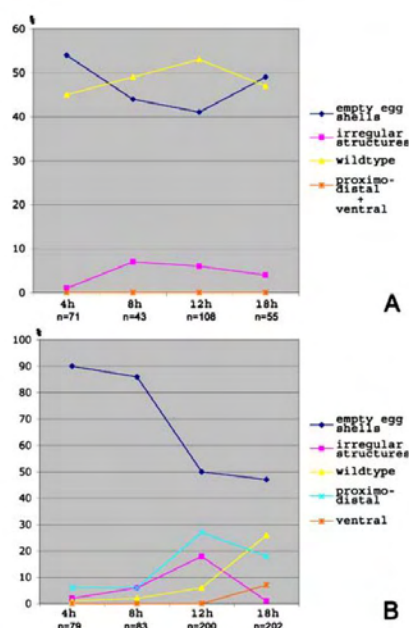 %
60
50
40
30
20
10
0
4h 8h 12h 18h
n=71 n=43 n=108 n=55
empty egg
shells
irregular
structures
wildtype
proximo-
distal
+
ventral
A
%
100
90
80
70
60
50
40
30
20
10
0
4h 8h 12h 18h
n=79 n=83 n=200 n=202
empty egg
shells
irregular
structures
wildtype
proximo-
distal
ventral
B